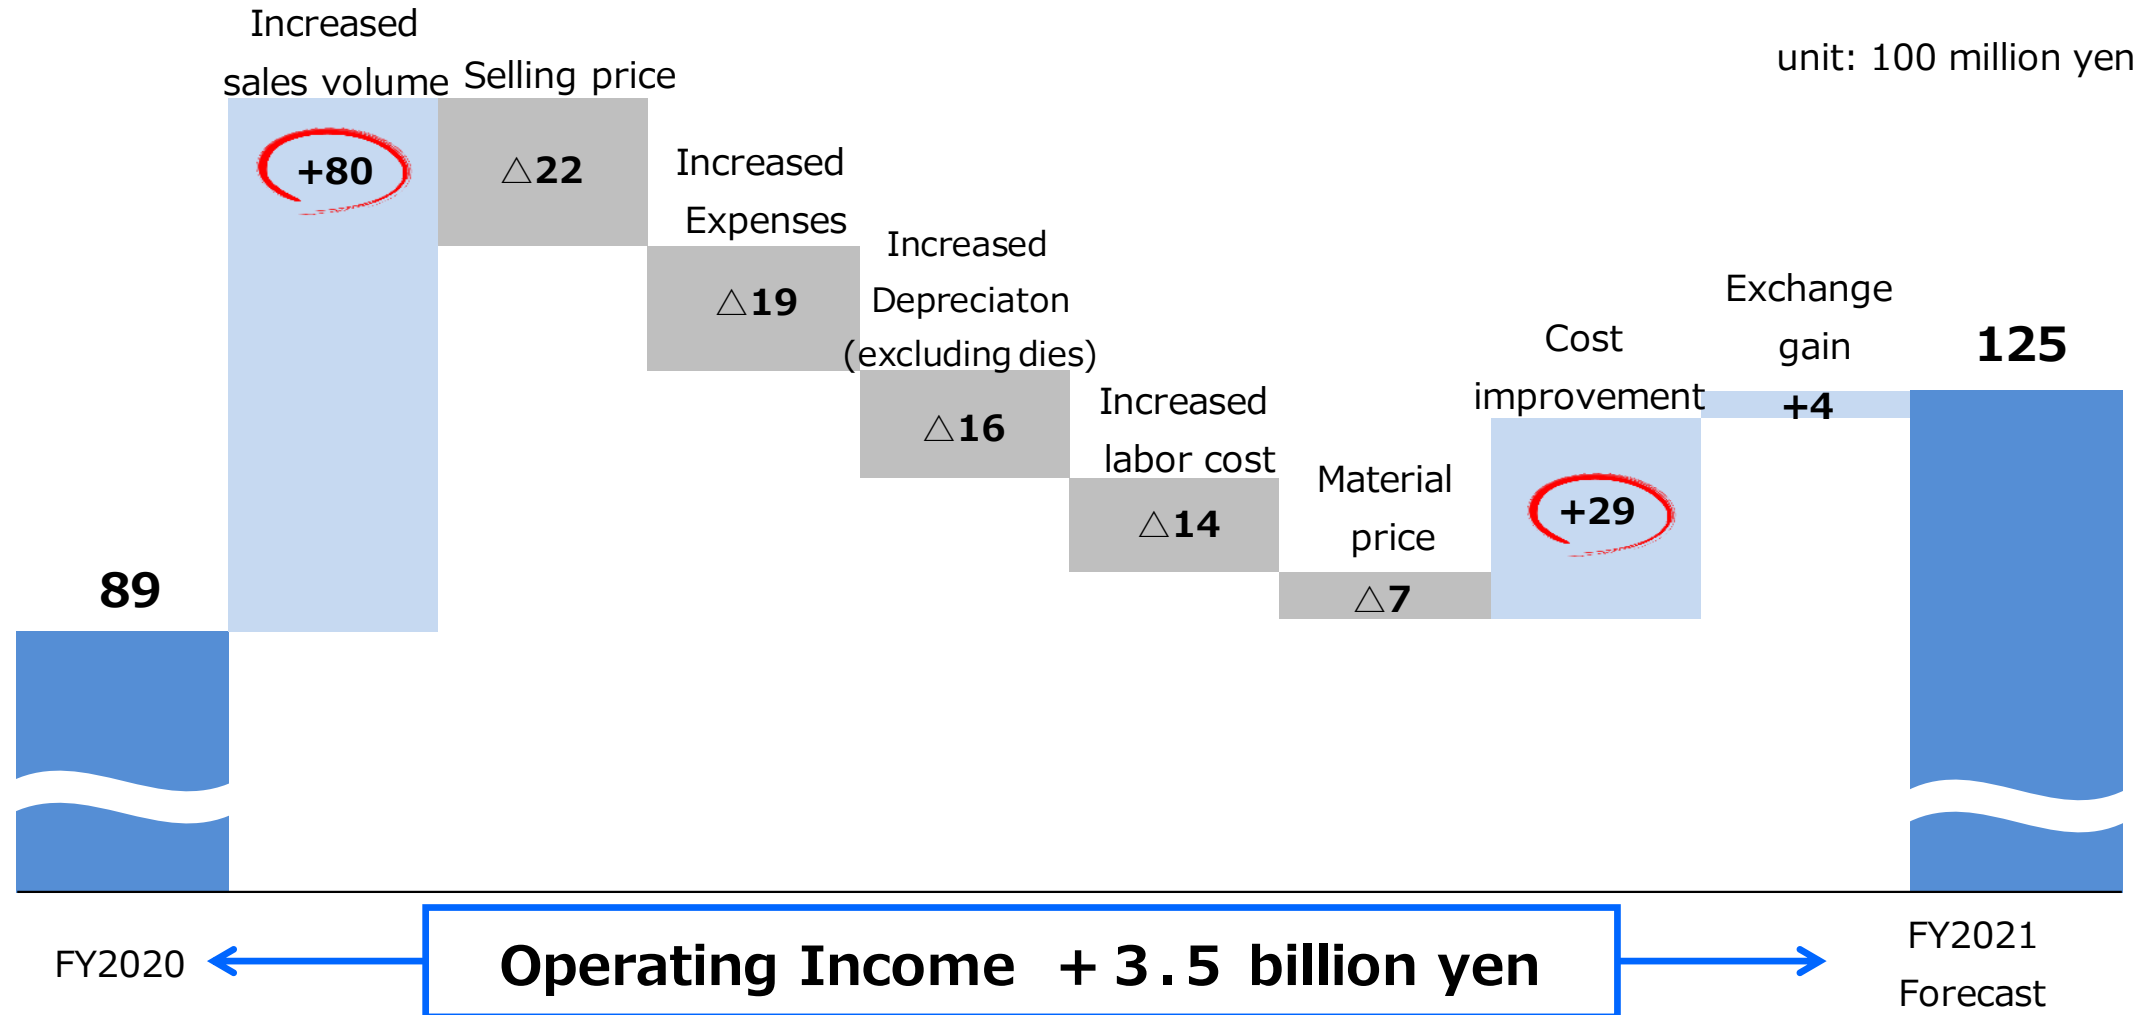 Increased
sales volume
Selling price
unit: 100 million yen
+80
△22
Increased
Expenses
△19
Increased
Depreciaton
(excluding dies)
△16
Increased
labor cost
△14
Material
price
△7
Cost
improvement
+29
Exchange
gain
+4
125
89
FY2020
Operating Income +3.5 billion yen
FY2021
Forecast